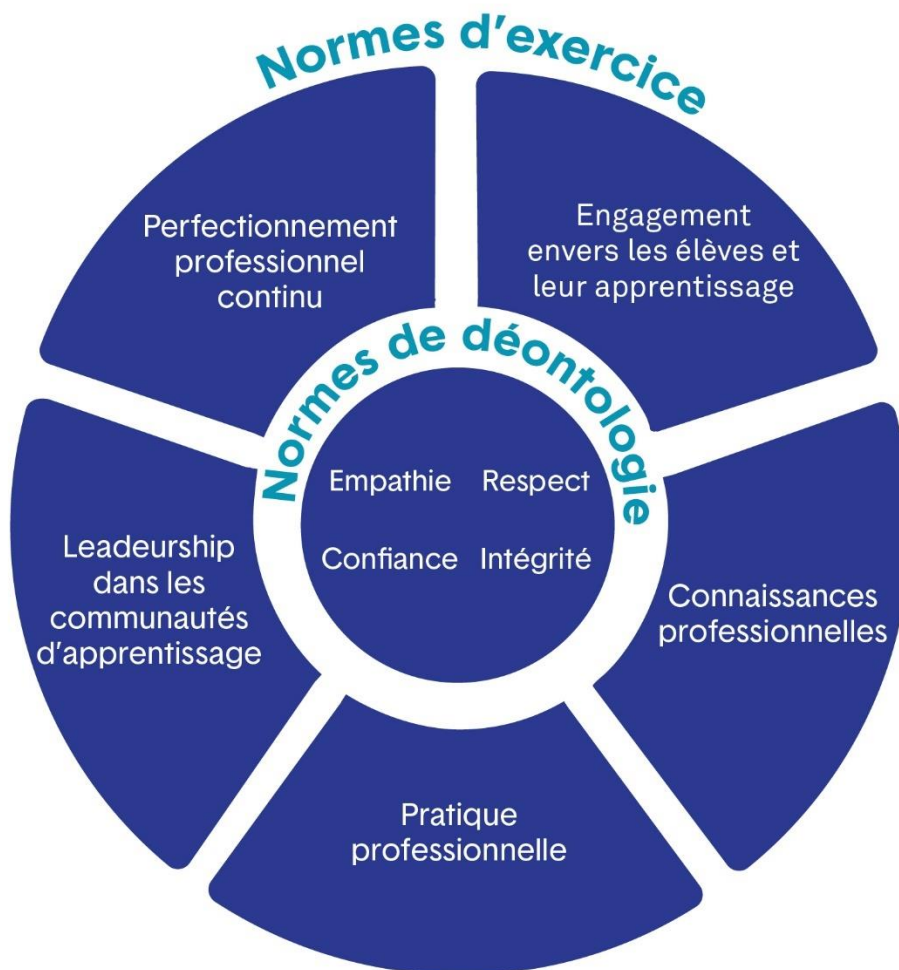 Normes d'exercice
Engagement
envers les élèves et
leur apprentissage
Connaissances
professionnelles
Pratique
professionnelle
Leadeurship
dans les
communautés
d'apprentissage
Perfectionnement
professionnel
continu
Normes de déontologie
Empathie Respect
Confiance Intégrité